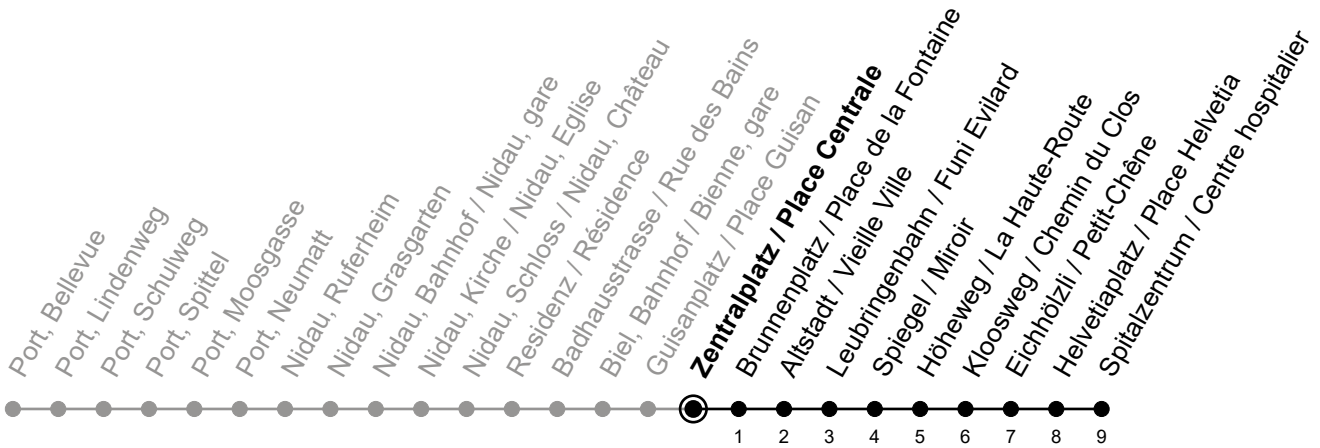 Port, Bellevue
Port, Lindenweg
Port, Schulweg
Port, Spittel
Port, Moosgasse
Port, Neumatt
Nidau, Ruferheim
Nidau, Grasgarten
Nidau, Bahnhof / Nidau, gare
Nidau, Kirche / Nidau, Eglise
Nidau, Schloss / Nidau, Château
Residenz / Résidence
Badhausstrasse / Rue des Bains
Biel, Bahnhof / Bienne, gare
Guisanplatz / Place Guisan
Zentralplatz / Place Centrale
Brunnenplatz / Place de la Fontaine
Altstadt / Vieille Ville
Leubringenbahn / Funi Evilard
Spiegel / Miroir
Höheweg / La Haute-Route
Kloosweg / Chemin du Clos
Eichhölzli / Petit-Chêne
Helvetiaplatz / Place Helvetia
Spitalzentrum / Centre hospitalier
1 2 3 4 5 6 7 8 9